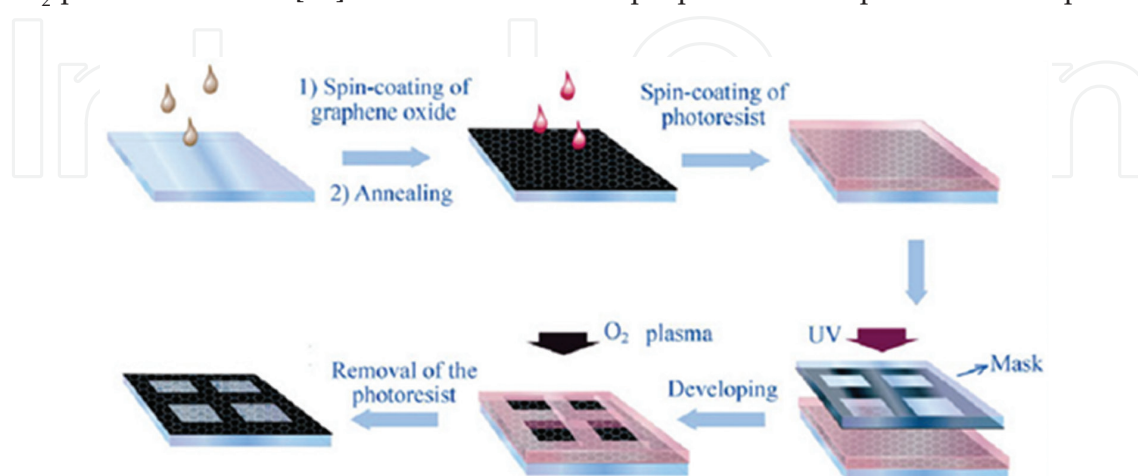 1) Spin-coating of
graphene oxide
2) Annealing
Spin-coating of
photoresist
UV
Mask
Developing
O₂ plasma
Removal of the
photoresist